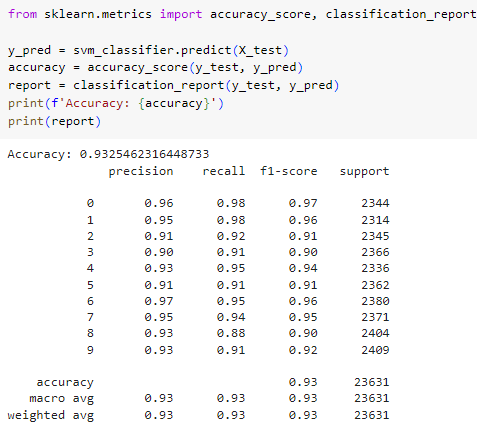 from sklearn.metrics import accuracy_score, classification_report
y_pred = svm_classifier.predict(X_test)
accuracy = accuracy_score(y_test, y_pred)
report = classification_report(y_test, y_pred)
print(f'Accuracy: {accuracy}')
print(report)
Accuracy: 0.9325462316448733
precision recall f1-score support
0 0.96 0.98 0.97 2344
1 0.95 0.98 0.96 2314
2 0.91 0.92 0.91 2345
3 0.90 0.91 0.90 2366
4 0.93 0.95 0.94 2336
5 0.91 0.91 0.91 2362
6 0.97 0.95 0.96 2380
7 0.95 0.94 0.95 2371
8 0.93 0.88 0.90 2404
9 0.93 0.91 0.92 2409
accuracy 0.93 23631
macro avg 0.93 0.93 0.93 23631
weighted avg 0.93 0.93 0.93 23631